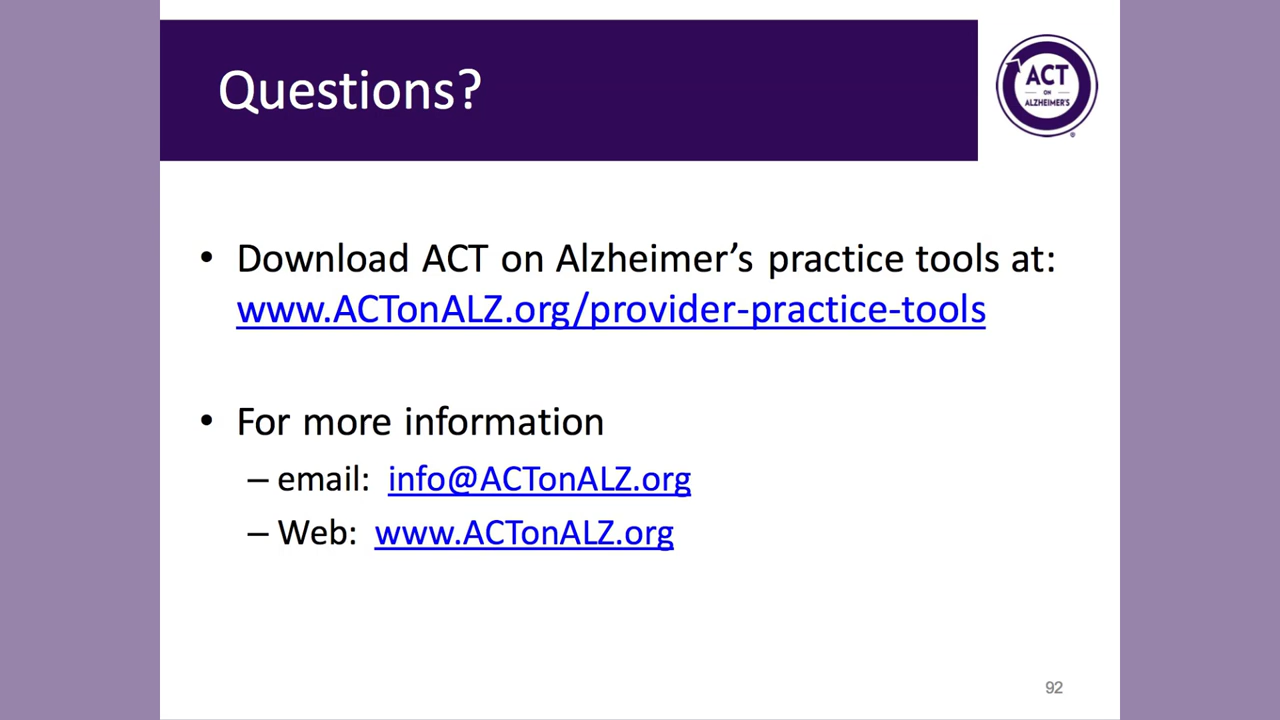 Questions?
ACT
ON
ALZHEIMER'S
®
• Download ACT on Alzheimer’s practice tools at:
www.ACTonALZ.org/provider-practice-tools
• For more information
– email: info@ACTonALZ.org
– Web: www.ACTonALZ.org
92